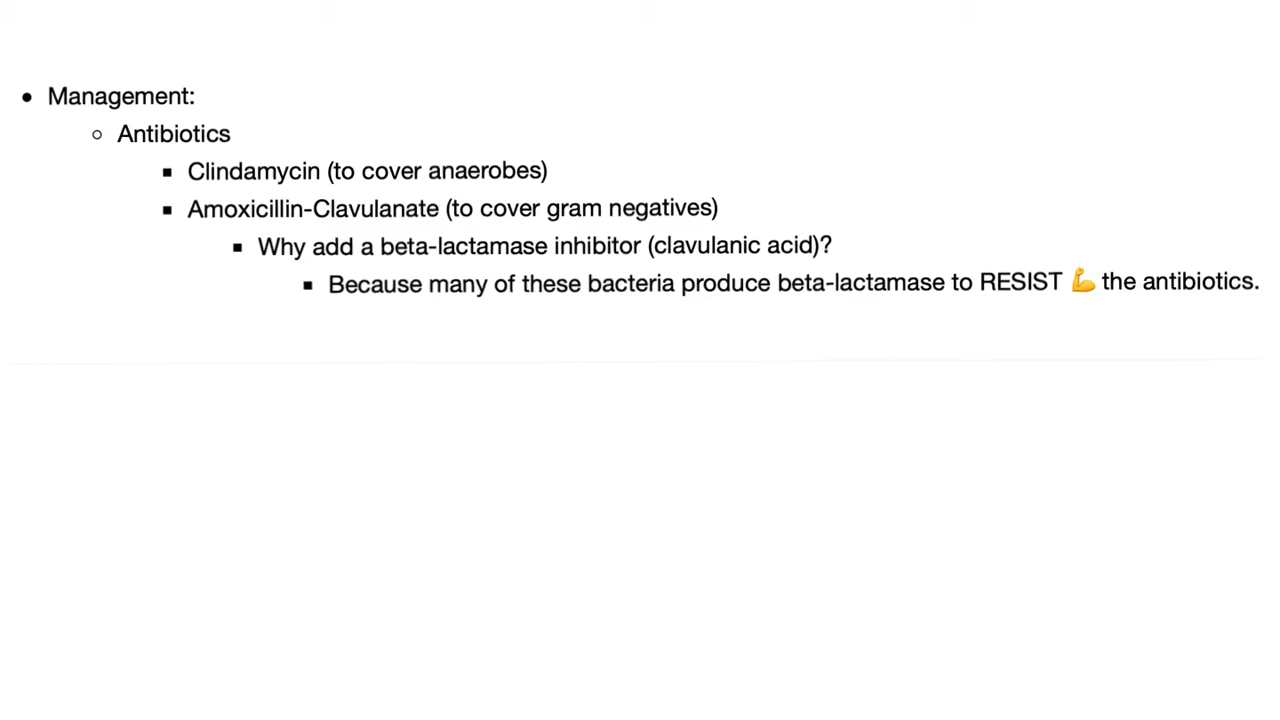 • Management:
○ Antibiotics
▪ Clindamycin (to cover anaerobes)
▪ Amoxicillin-Clavulanate (to cover gram negatives)
▪ Why add a beta-lactamase inhibitor (clavulanic acid)?
▪ Because many of these bacteria produce beta-lactamase to RESIST 💪 the antibiotics.